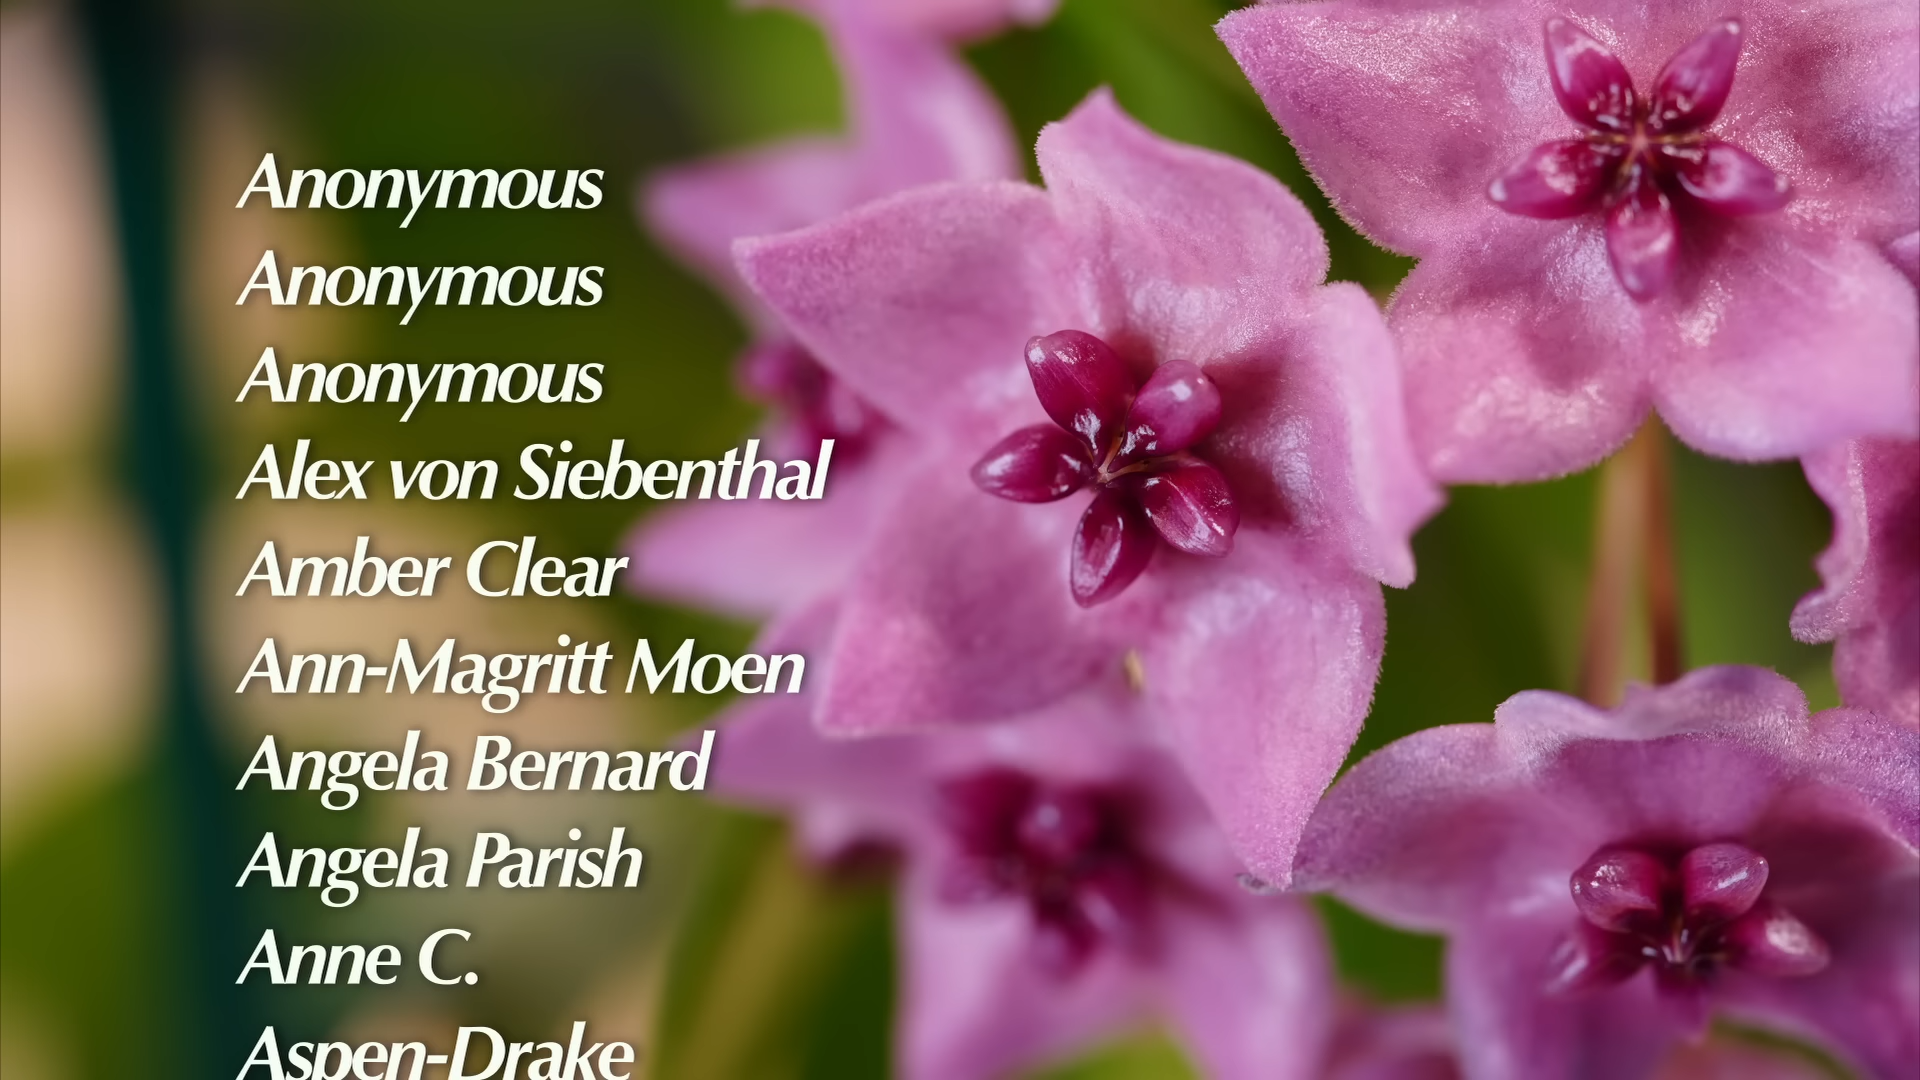 Anonymous
Anonymous
Anonymous
Alex von Siebenthal
Amber Clear
Ann-Magritt Moen
Angela Bernard
Angela Parish
Anne C.
Aspen-Drake